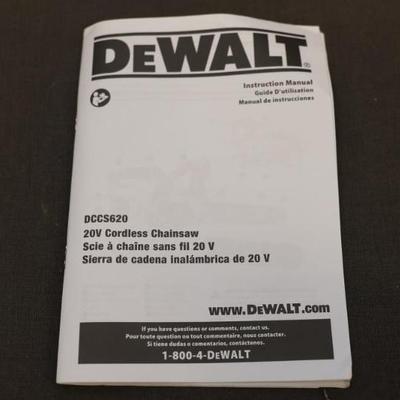 DEWALT®
Instruction Manual
Guide D'utilisation
Manual de instrucciones
DCCS620
20V Cordless Chainsaw
Scie à chaîne sans fil 20 V
Sierra de cadena inalámbrica de 20 V
www.DEWALT.com
If you have questions or comments, contact us.
Pour toute question ou tout commentaire, nous contacter.
Si tiene dudas o comentarios, contáctenos.
1-800-4-DEWALT